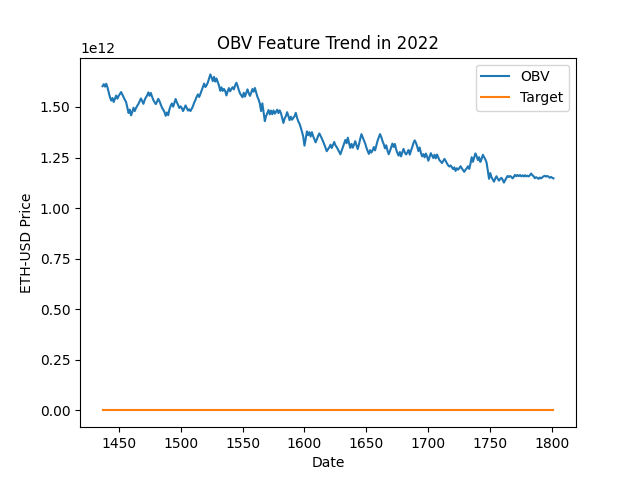 OBV Feature Trend in 2022
1e12
OBV
Target
1.50
1.25
1.00
0.75
0.50
0.25
0.00
ETH-USD Price
1450 1500 1550 1600 1650 1700 1750 1800
Date